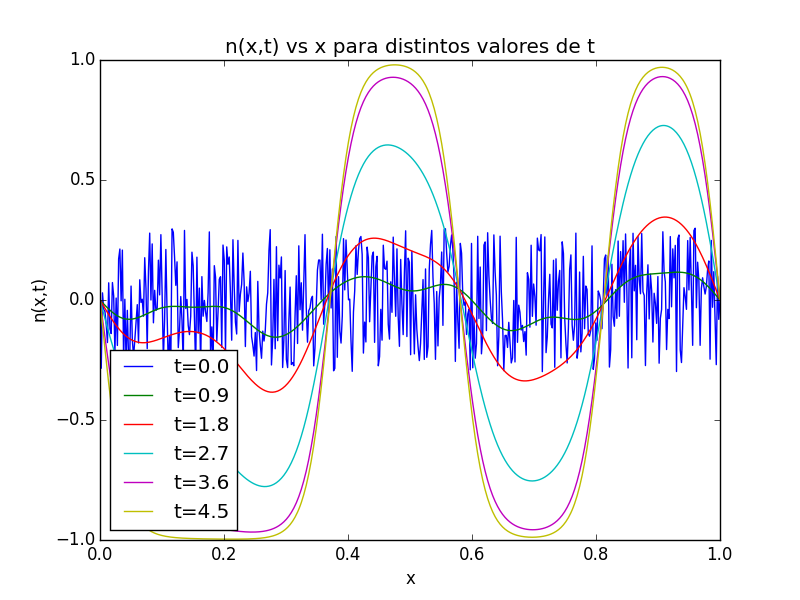 n(x,t) vs x para distintos valores de t
1.0
0.5
0.0
−0.5
−1.0
n(x,t)
t=0.0
t=0.9
t=1.8
t=2.7
t=3.6
t=4.5
0.0 0.2 0.4 0.6 0.8 1.0
x